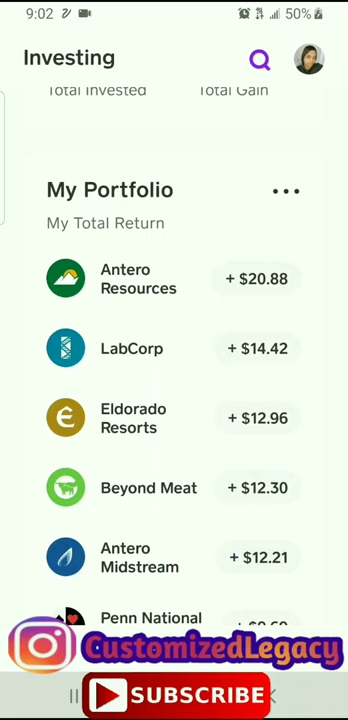 9:02
50%
Investing
Total Invested
Total Gain
My Portfolio
My Total Return
Antero
Resources
+ $20.88
LabCorp
+ $14.42
Eldorado
Resorts
+ $12.96
Beyond Meat
+ $12.30
Antero
Midstream
+ $12.21
Penn National
CustomizedLegacy
SUBSCRIBE